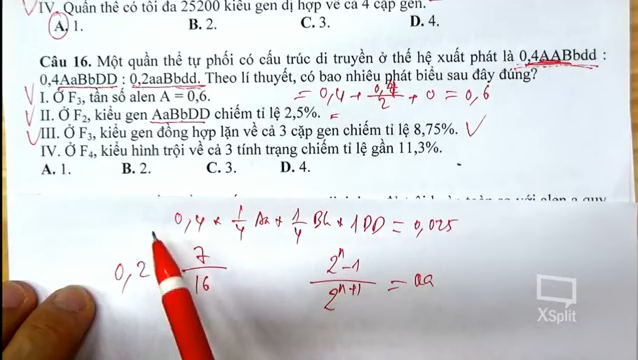 IV. Quần thể có tối đa 25200 kiểu gen dị hợp về cả 4 cặp gen.
A. 1. B. 2. C. 3. D. 4.
Câu 16. Một quần thể tự phối có cấu trúc di truyền ở thế hệ xuất phát là 0,4AABbdd :
0,4AaBbDD : 0,2aaBbdd. Theo lí thuyết, có bao nhiêu phát biểu sau đây đúng?
I. Ở F₃, tần số alen A = 0,6. = 0,4 + 0,4/2 + 0 = 0,6
II. Ở F₂, kiểu gen AaBbDD chiếm tỉ lệ 2,5%.
III. Ở F₃, kiểu gen đồng hợp lặn về cả 3 cặp gen chiếm tỉ lệ 8,75%.
IV. Ở F₄, kiểu hình trội về cả 3 tính trạng chiếm tỉ lệ gần 11,3%.
A. 1. B. 2. C. 3. D. 4.
0,4 * 1/4 Aa * 1/4 Bb * 1DD = 0,025
0,2 7/16 2ⁿ-1/2ⁿ⁺¹ = aa
XSplit